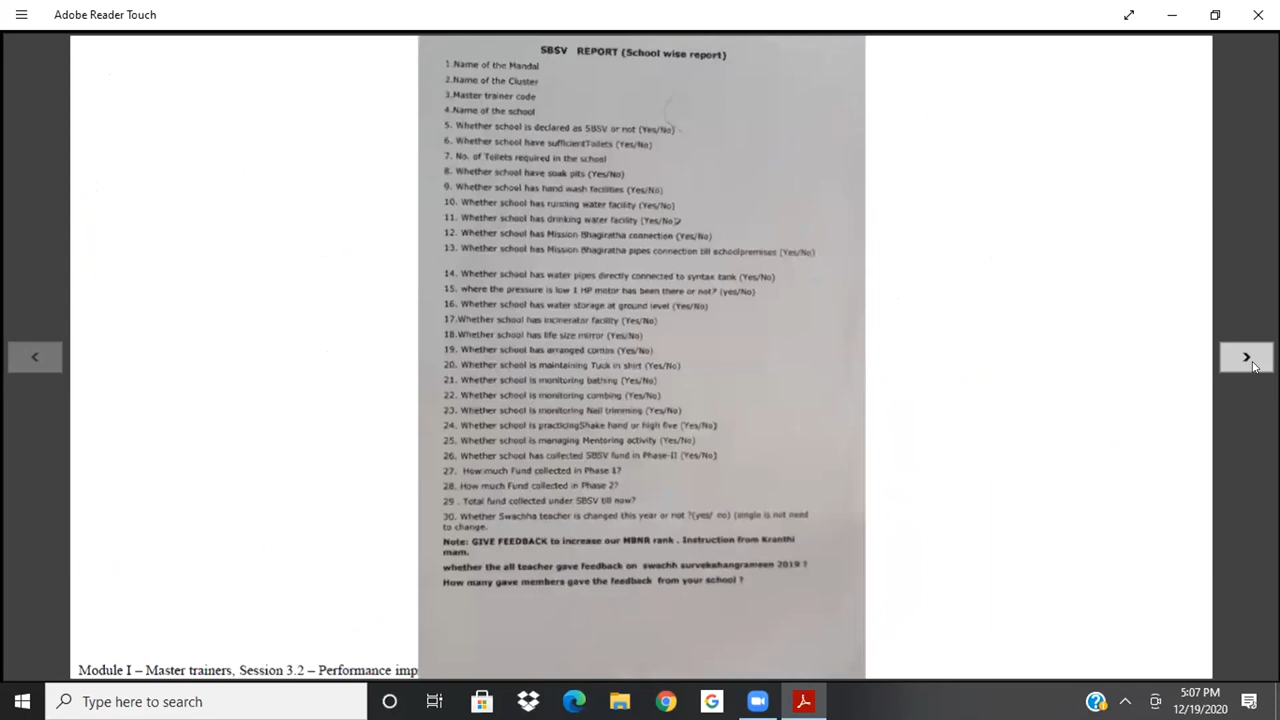 Adobe Reader Touch
SBSV REPORT (School wise report)
1.Name of the Mandal
2.Name of the Cluster
3.Master trainer code
4.Name of the school
5. Whether school is declared as SBSV or not (Yes/No)
6. Whether school have sufficientToilets (Yes/No)
7. No. of Toilets required in the school
8. Whether school have soak pits (Yes/No)
9. Whether school has hand wash facilities (Yes/No)
10. Whether school has running water facility (Yes/No)
11. Whether school has drinking water facility (Yes/No)?
12. Whether school has Mission Bhagiratha connection (Yes/No)
13. Whether school has Mission Bhagiratha pipes connection till schoolpremises (Yes/No)
14. Whether school has water pipes directly connected to syntax tank (Yes/No)
15. where the pressure is low 1 HP motor has been there or not? (yes/No)
16. Whether school has water storage at ground level (Yes/No)
17.Whether school has incinerator facility (Yes/No)
18.Whether school has life size mirror (Yes/No)
19. Whether school has arranged combs (Yes/No)
20. Whether school is maintaining Tuck in shirt (Yes/No)
21. Whether school is monitoring bathing (Yes/No)
22. Whether school is monitoring combing (Yes/No)
23. Whether school is monitoring Nail trimming (Yes/No)
24. Whether school is practicingShake hand or high five (Yes/No)
25. Whether school is managing Mentoring activity (Yes/No)
26. Whether school has collected SBSV fund in Phase-II (Yes/No)
27. How much Fund collected in Phase 1?
28. How much Fund collected in Phase 2?
29 . Total fund collected under SBSV till now?
30. Whether Swachha teacher is changed this year or not ?(yes/ no) (single is not need
to change.
Note: GIVE FEEDBACK to increase our MBNR rank . Instruction from Kranthi
mam.
whether the all teacher gave feedback on swachh survekshangrameen 2019 ?
How many gave members gave the feedback from your school ?
Module I – Master trainers, Session 3.2 – Performance imp
Type here to search
5:07 PM
12/19/2020